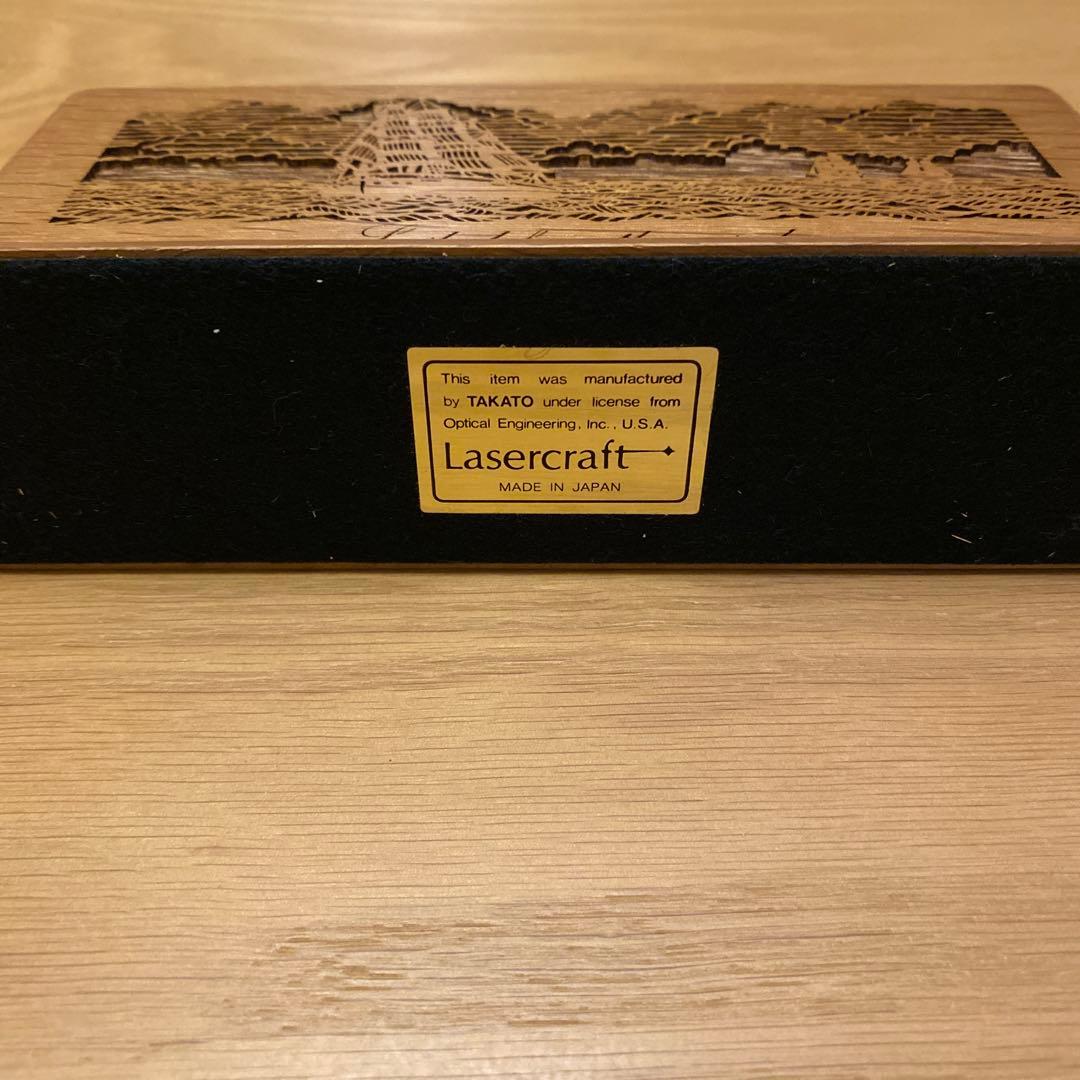 This item was manufactured
by TAKATO under license from
Optical Engineering, Inc., U.S.A.
Lasercraft
MADE IN JAPAN